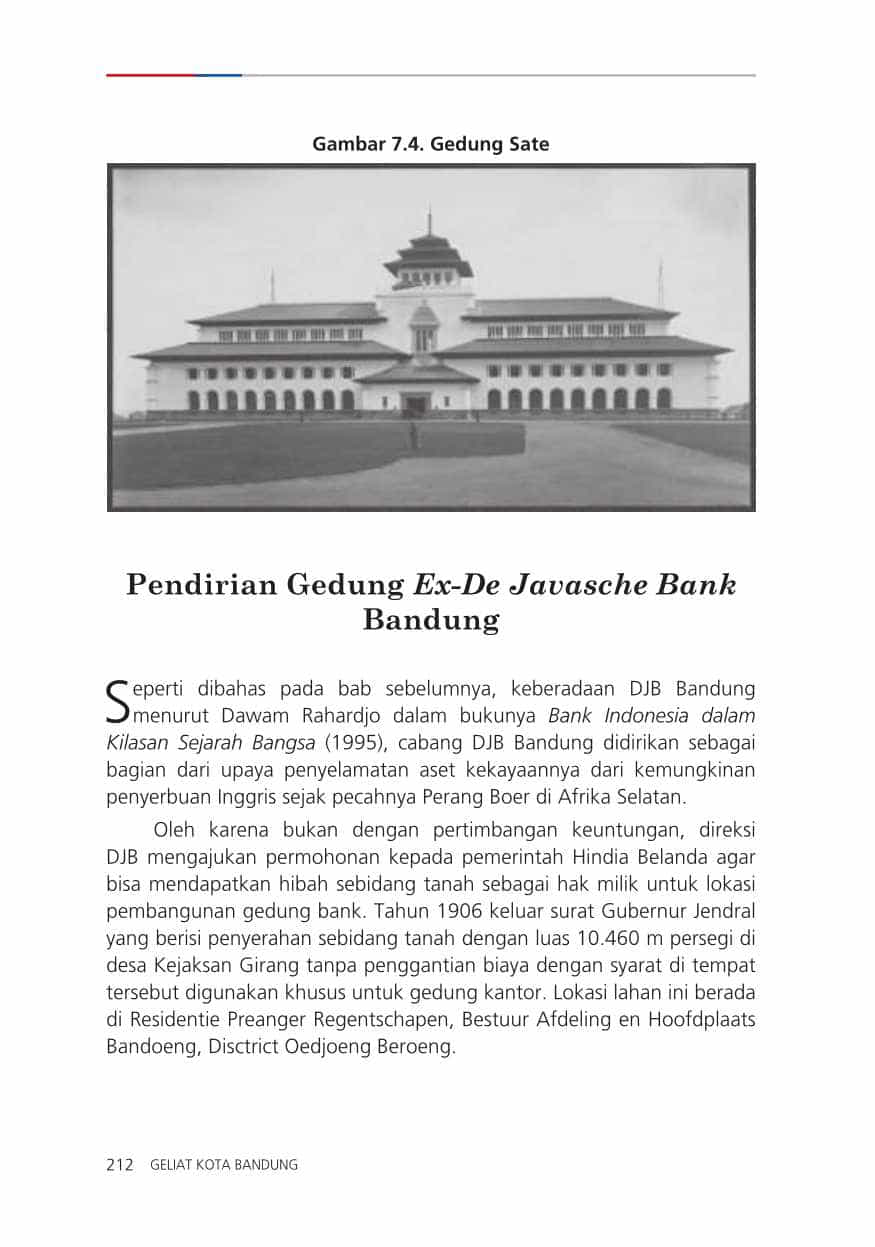 Gambar 7.4. Gedung Sate
Pendirian Gedung Ex-De Javasche Bank
Bandung
Seperti dibahas pada bab sebelumnya, keberadaan DJB Bandung
menurut Dawam Rahardjo dalam bukunya Bank Indonesia dalam
Kilasan Sejarah Bangsa (1995), cabang DJB Bandung didirikan sebagai
bagian dari upaya penyelamatan aset kekayaannya dari kemungkinan
penyerbuan Inggris sejak pecahnya Perang Boer di Afrika Selatan.
Oleh karena bukan dengan pertimbangan keuntungan, direksi
DJB mengajukan permohonan kepada pemerintah Hindia Belanda agar
bisa mendapatkan hibah sebidang tanah sebagai hak milik untuk lokasi
pembangunan gedung bank. Tahun 1906 keluar surat Gubernur Jendral
yang berisi penyerahan sebidang tanah dengan luas 10.460 m persegi di
desa Kejaksan Girang tanpa penggantian biaya dengan syarat di tempat
tersebut digunakan khusus untuk gedung kantor. Lokasi lahan ini berada
di Residentie Preanger Regentschapen, Bestuur Afdeling en Hoofdplaats
Bandoeng, Disctrict Oedjoeng Beroeng.
212 GELIAT KOTA BANDUNG